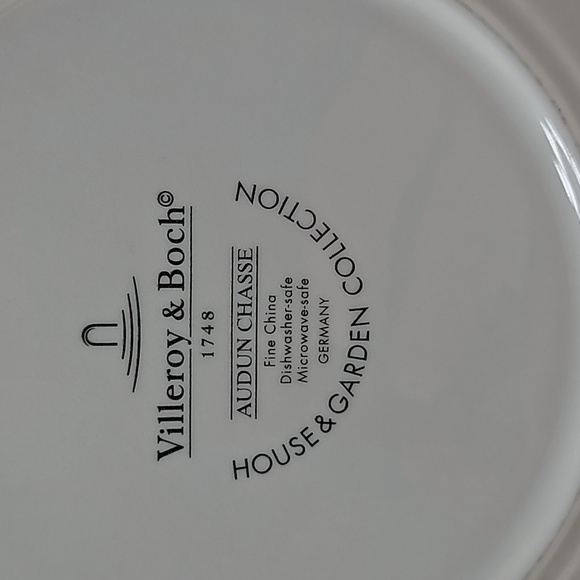 Villeroy & Boch©
1748
AUDUN CHASSE
Fine China
Dishwasher-safe
Microwave-safe
GERMANY
HOUSE & GARDEN COLLECTION